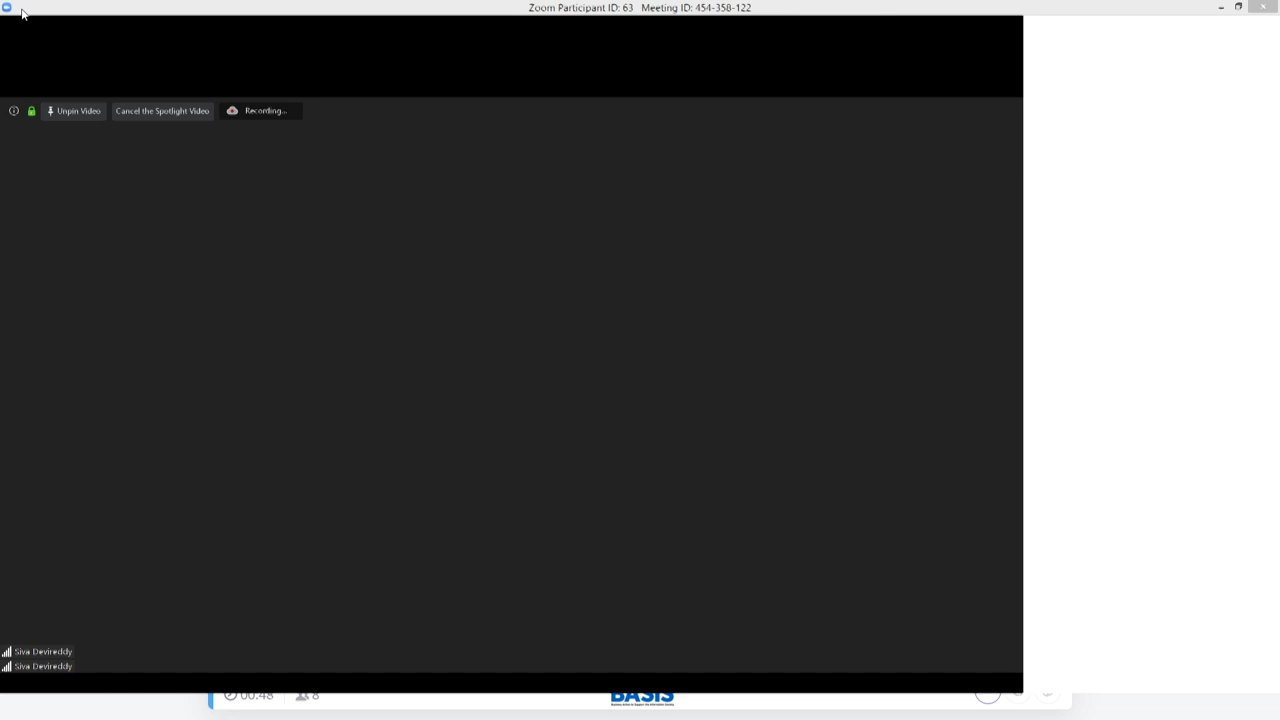 Zoom Participant ID: 63 Meeting ID: 454-358-122
Unpin Video
Cancel the Spotlight Video
Recording...
Siva Devireddy
Siva Devireddy
00:48
8
BASIS